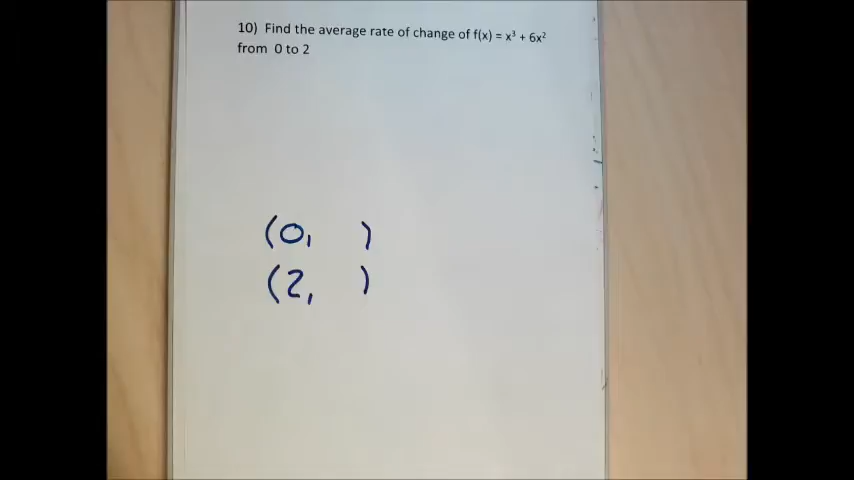 10) Find the average rate of change of f(x) = x³ + 6x²
from 0 to 2
(0, )
(2, )